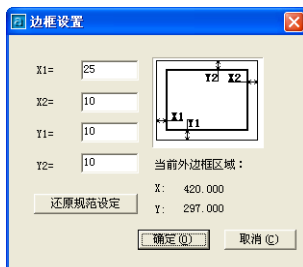 边框设置
X1= 25
X2= 10
Y1= 10
Y2= 10
Y2 X2
X1
Y1
当前外边框区域：
X: 420.000
Y: 297.000
还原规范设定
确定(O) 取消(C)